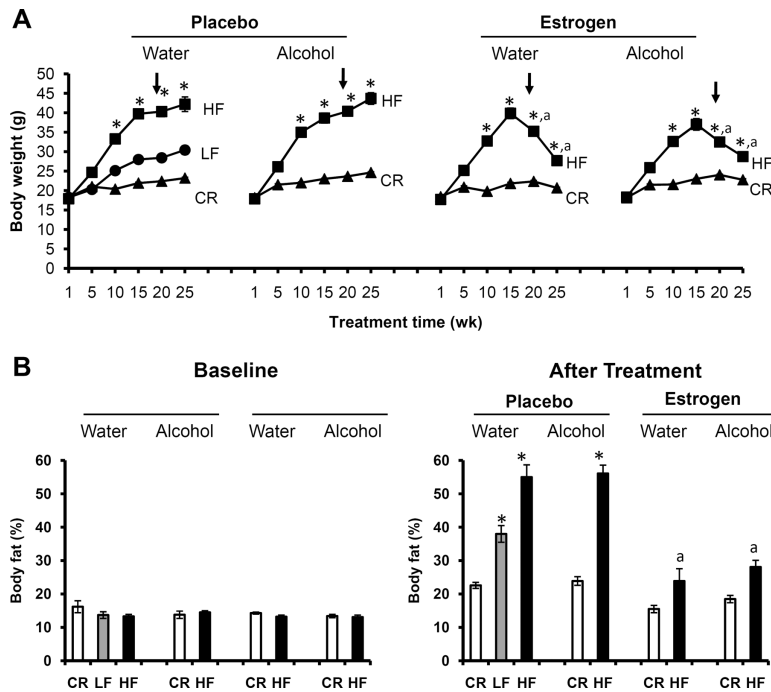 A
Placebo Estrogen
Water Alcohol Water Alcohol
Body weight (g)
50
45
40
35
30
25
20
15
10
5
0
* * * * HF LF CR
* * * * HF CR
* * *,a *,a HF CR
* * *,a *,a HF CR
1 5 10 15 20 25 1 5 10 15 20 25 1 5 10 15 20 25 1 5 10 15 20 25
Treatment time (wk)
B
Baseline After Treatment
Placebo Estrogen
Water Alcohol Water Alcohol Water Alcohol Water Alcohol
Body fat (%)
60
50
40
30
20
10
0
CR LF HF CR HF CR HF CR HF
Body fat (%)
60
50
40
30
20
10
0
* * * a a
CR LF HF CR HF CR HF CR HF